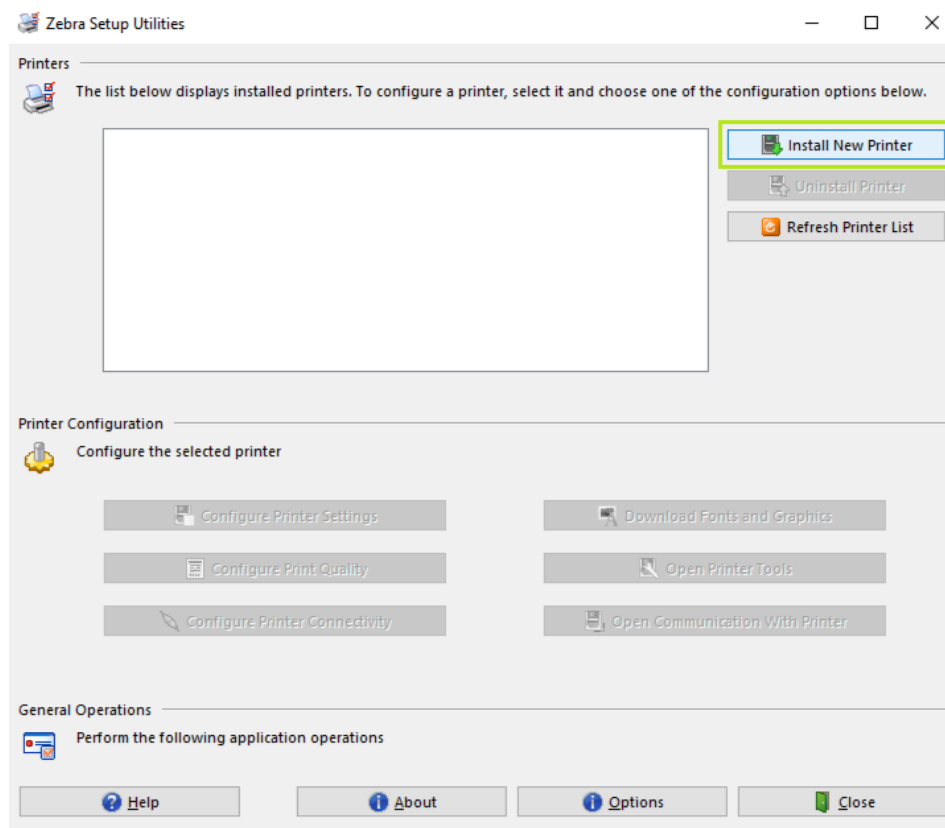 Zebra Setup Utilities
Printers
The list below displays installed printers. To configure a printer, select it and choose one of the configuration options below.
Install New Printer
Uninstall Printer
Refresh Printer List
Printer Configuration
Configure the selected printer
Configure Printer Settings
Download Fonts and Graphics
Configure Print Quality
Open Printer Tools
Configure Printer Connectivity
Open Communication With Printer
General Operations
Perform the following application operations
Help
About
Options
Close